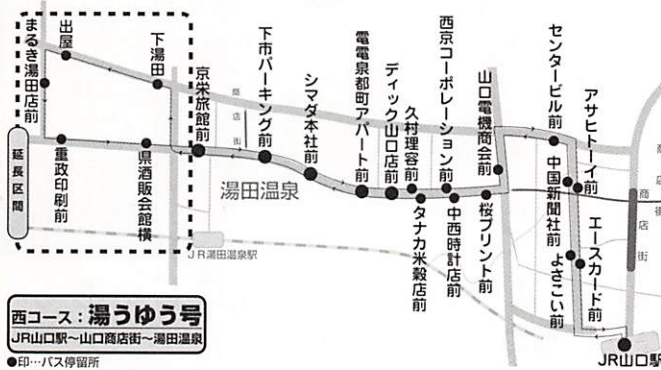 まるき湯田店前
出屋
下湯田
延長区間
重政印刷前
県酒販会館横
京栄旅館前
商店街
下市パーキング前
シマダ本社前
電電泉都町アパート前
ディック山口店前
久村理容前
タナカ米穀店前
西京コーポレーション前
中西時計店前
山口電機商会前
桜プリント前
センタービル前
アサヒトーイ前
中国新聞社前
エースカード前
よさこい前
商店街
商店街
湯田温泉
JR湯田温泉駅
JR山口駅
西コース:湯うゆう号
JR山口駅～山口商店街～湯田温泉
●印…バス停留所